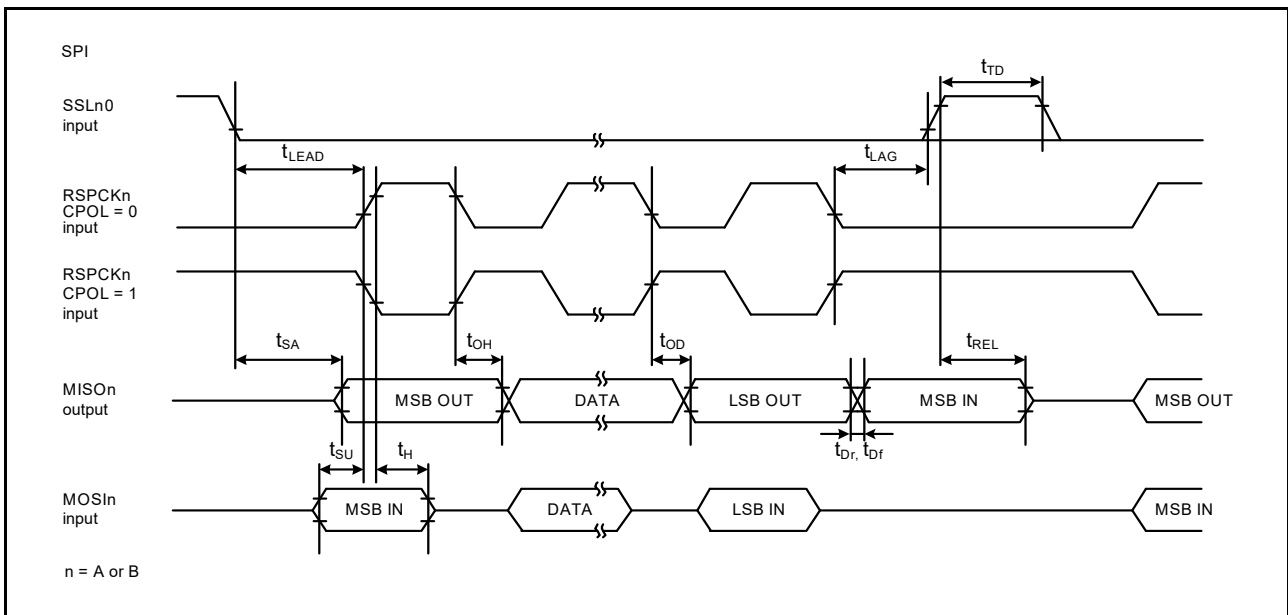 SPI
tTD
SSLn0
input
tLEAD
tLAG
RSPCKn
CPOL = 0
input
RSPCKn
CPOL = 1
input
tSA
tOH
tOD
tREL
MISOn
output
MSB OUT
DATA
LSB OUT
MSB IN
MSB OUT
tSU
tH
tDr, tDf
MOSIn
input
MSB IN
DATA
LSB IN
MSB IN
n = A or B